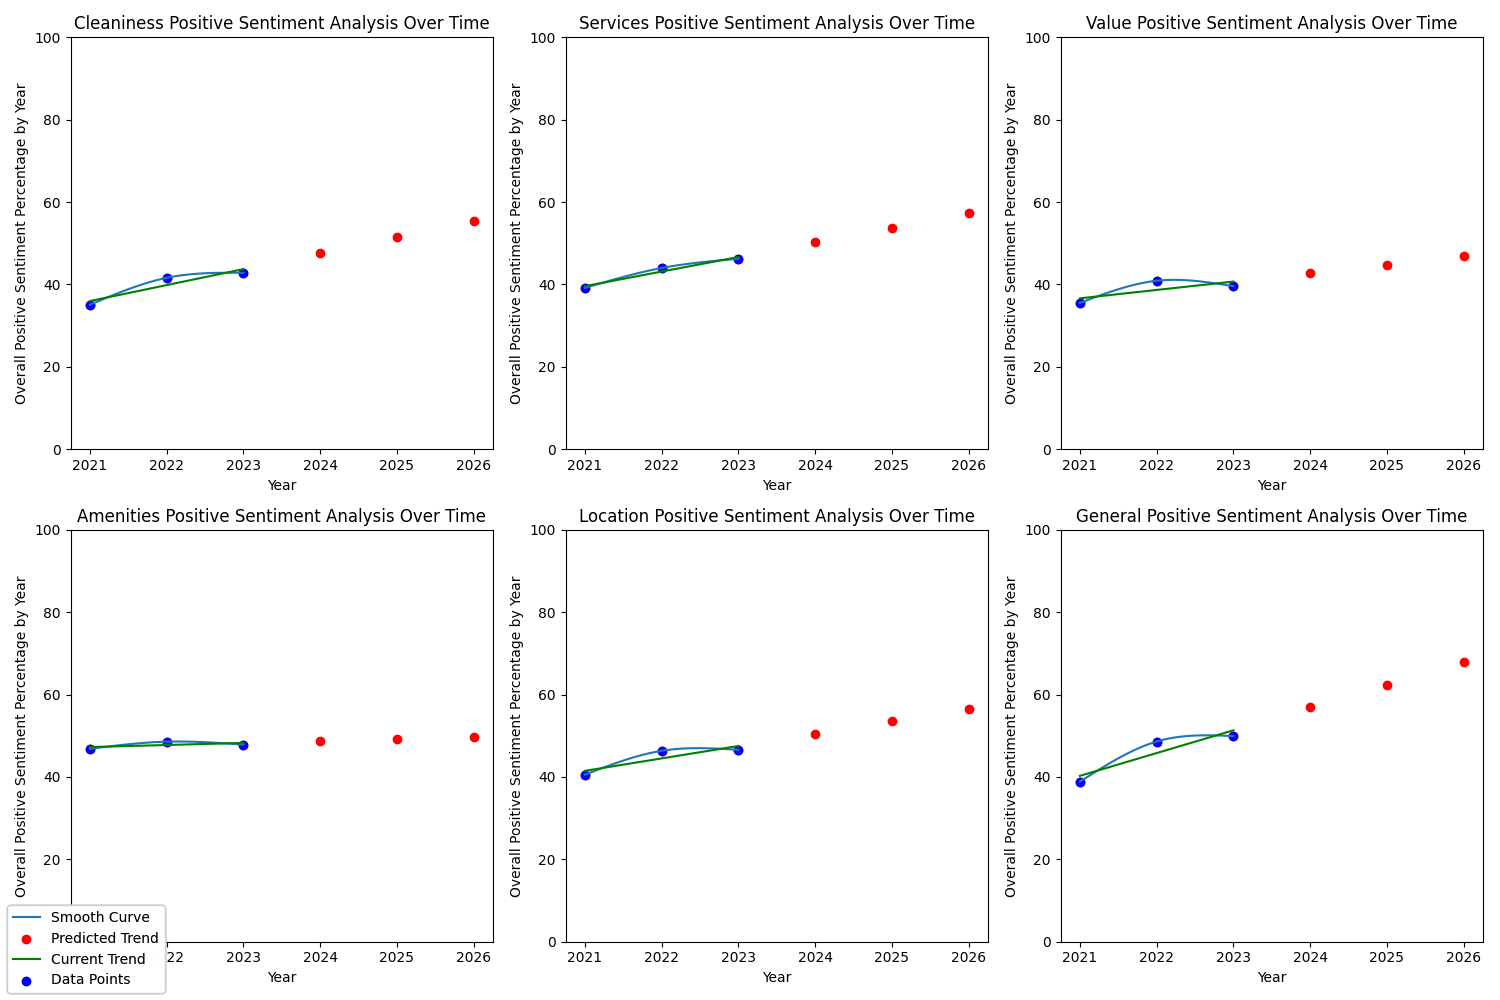 Cleaniness Positive Sentiment Analysis Over Time
Overall Positive Sentiment Percentage by Year
100
80
60
40
20
0
2021 2022 2023 2024 2025 2026
Year
Services Positive Sentiment Analysis Over Time
Overall Positive Sentiment Percentage by Year
100
80
60
40
20
0
2021 2022 2023 2024 2025 2026
Year
Value Positive Sentiment Analysis Over Time
Overall Positive Sentiment Percentage by Year
100
80
60
40
20
0
2021 2022 2023 2024 2025 2026
Year
Amenities Positive Sentiment Analysis Over Time
Overall Positive Sentiment Percentage by Year
100
80
60
40
20
22 2023 2024 2025 2026
Year
Smooth Curve
Predicted Trend
Current Trend
Data Points
Location Positive Sentiment Analysis Over Time
Overall Positive Sentiment Percentage by Year
100
80
60
40
20
0
2021 2022 2023 2024 2025 2026
Year
General Positive Sentiment Analysis Over Time
Overall Positive Sentiment Percentage by Year
100
80
60
40
20
0
2021 2022 2023 2024 2025 2026
Year